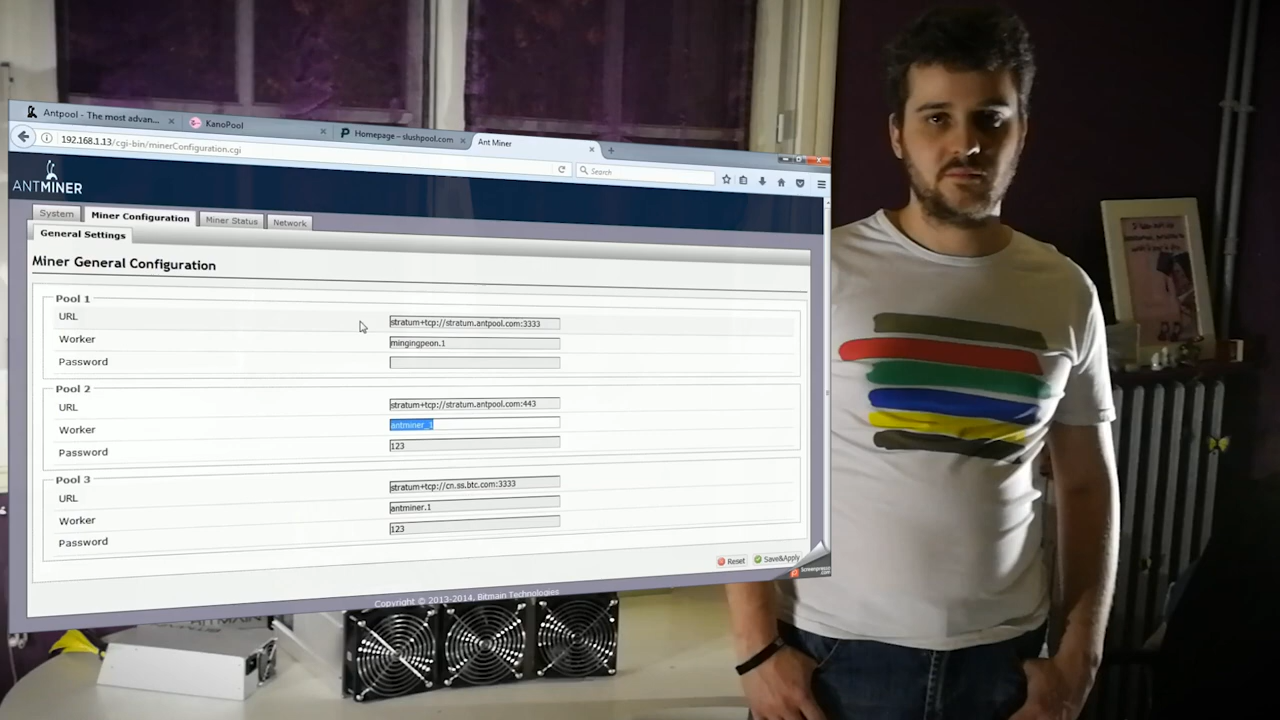 Antpool - The most advan...
KanoPool
Homepage – slushpool.com
Ant Miner
192.168.1.13/cgi-bin/minerConfiguration.cgi
Search
ANTMINER
System
Miner Configuration
Miner Status
Network
General Settings
Miner General Configuration
Pool 1
URL stratum+tcp://stratum.antpool.com:3333
Worker mingingpeon.1
Password
Pool 2
URL stratum+tcp://stratum.antpool.com:443
Worker antminer_1
Password 123
Pool 3
URL stratum+tcp://cn.ss.btc.com:3333
Worker antminer.1
Password 123
Reset
Save&Apply
Screenpresso
.com
Copyright © 2013-2014, Bitmain Technologies
BITMAIN